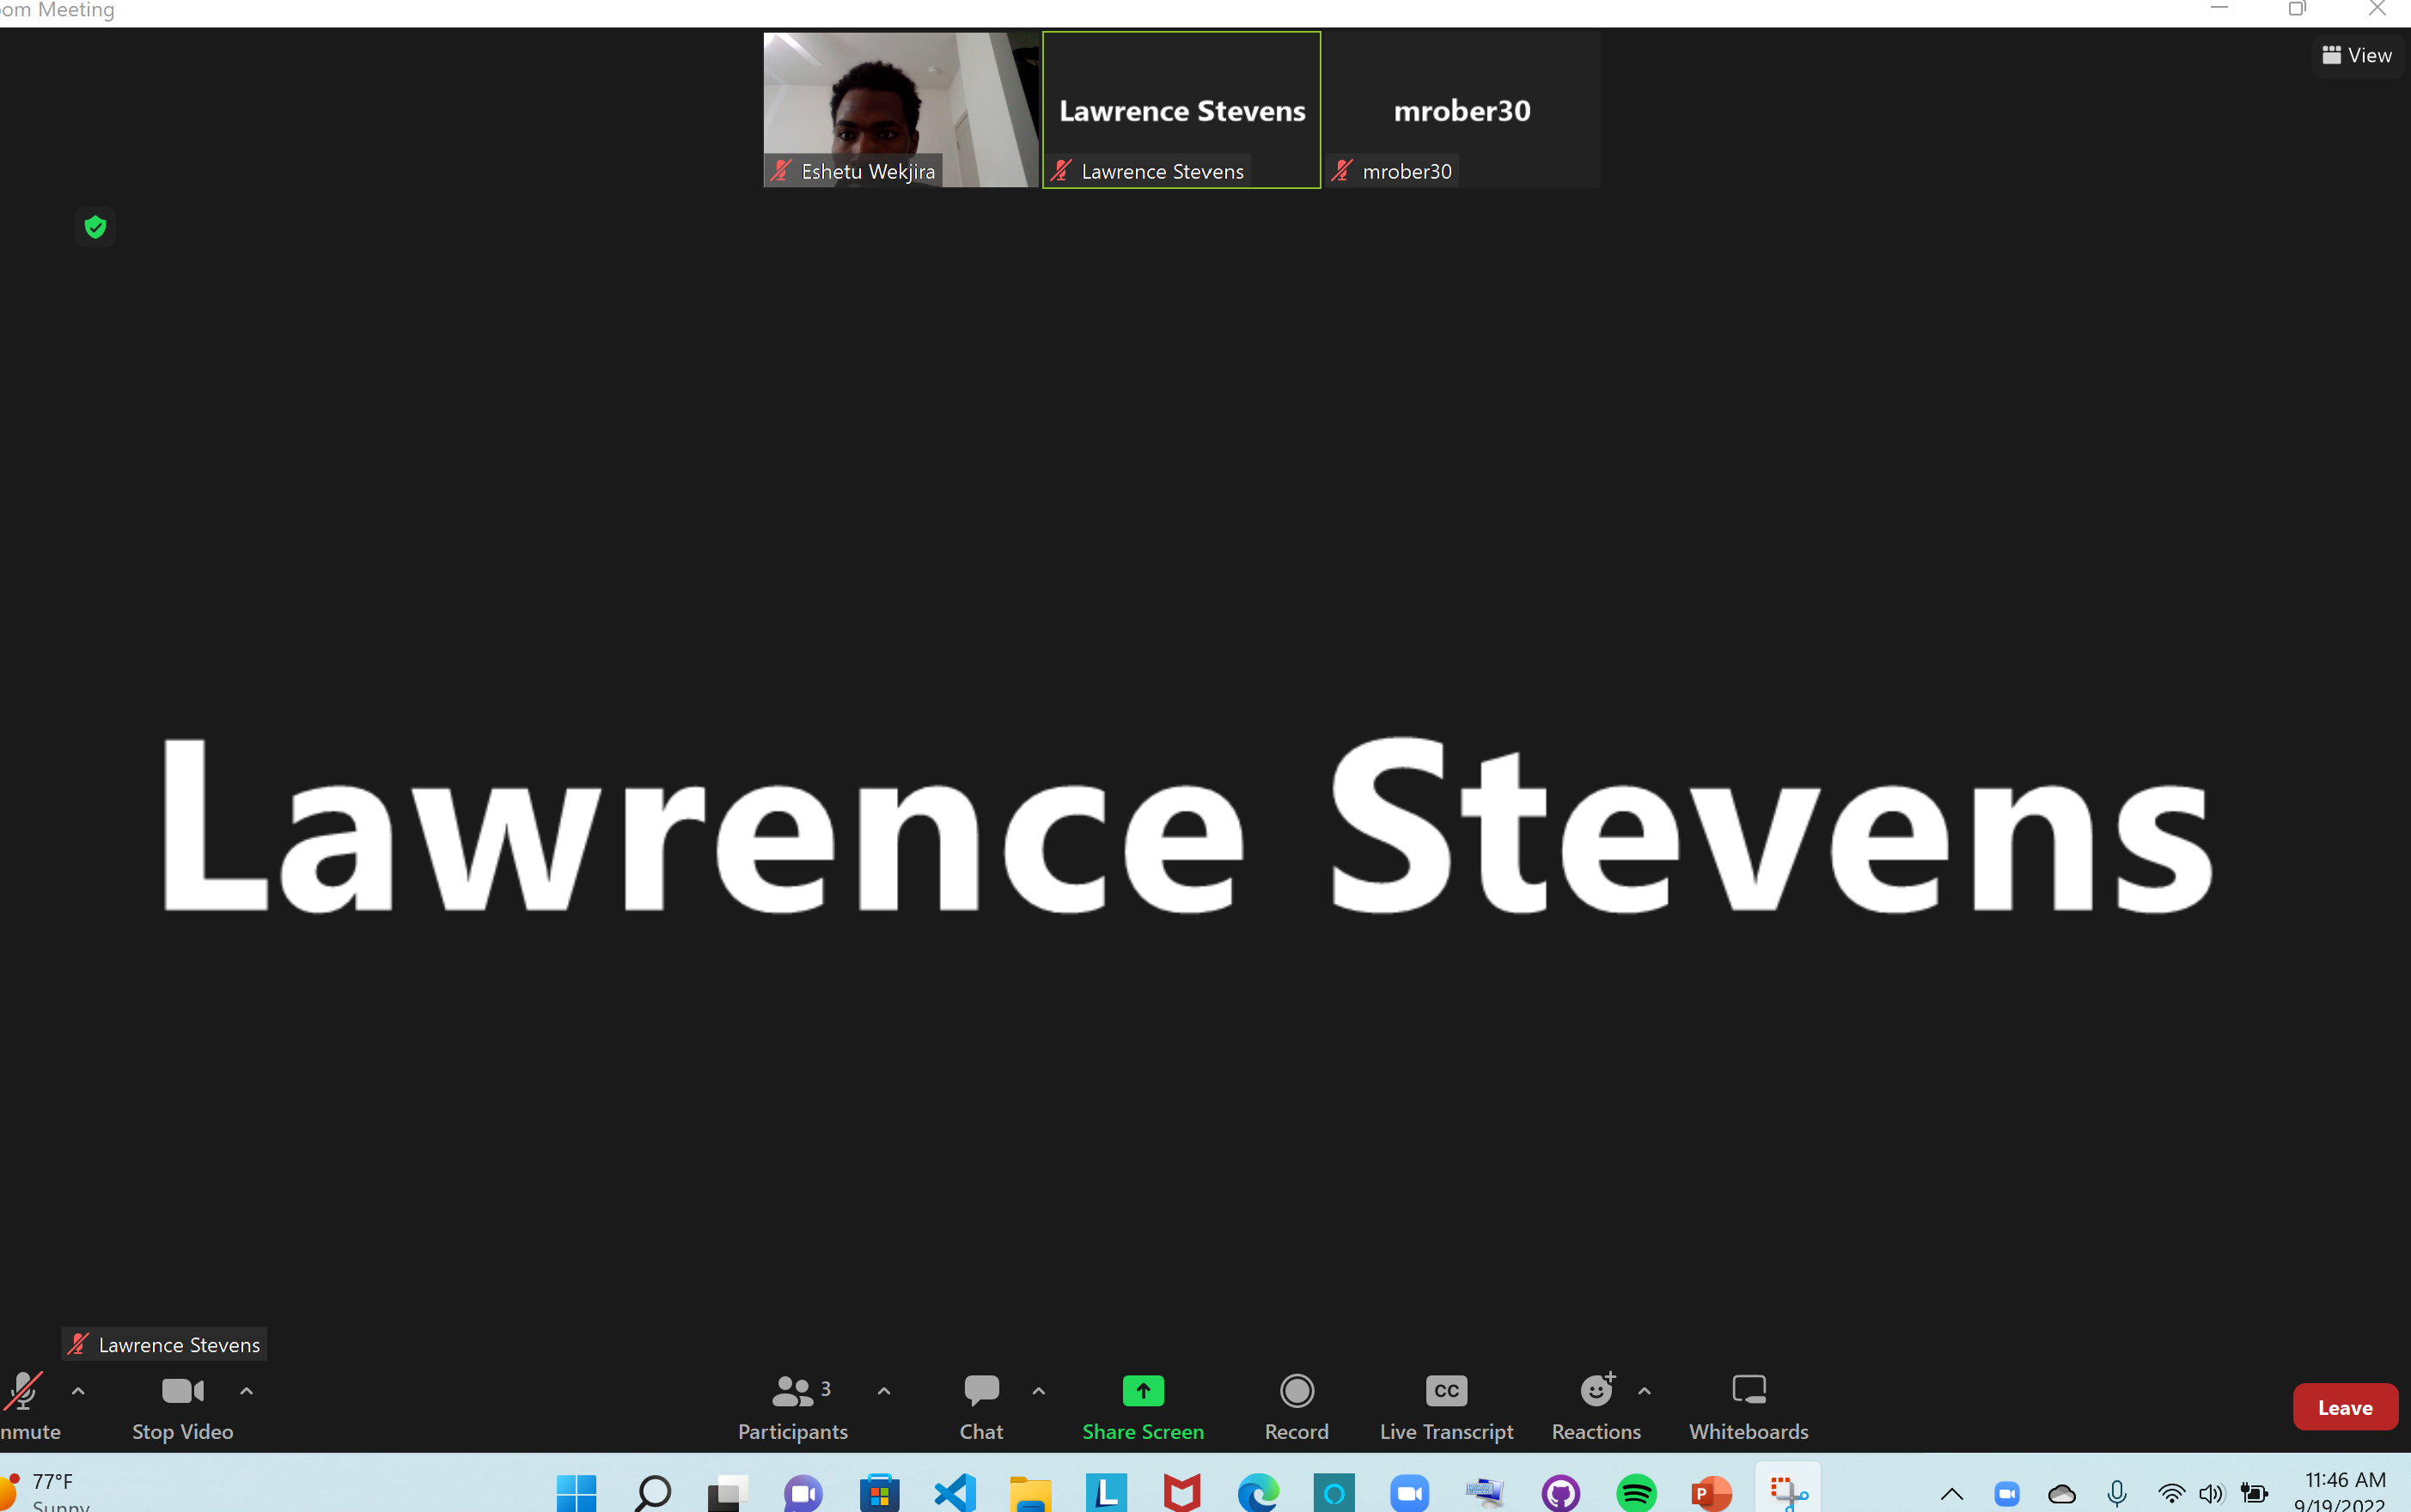 oom Meeting
View
Lawrence Stevens
mrober30
Eshetu Wekjira
Lawrence Stevens
mrober30
Lawrence Stevens
Lawrence Stevens
nmute
Stop Video
3
Participants
Chat
Share Screen
Record
CC
Live Transcript
Reactions
Whiteboards
Leave
77°F
Sunny
L
P
11:46 AM
9/19/2022